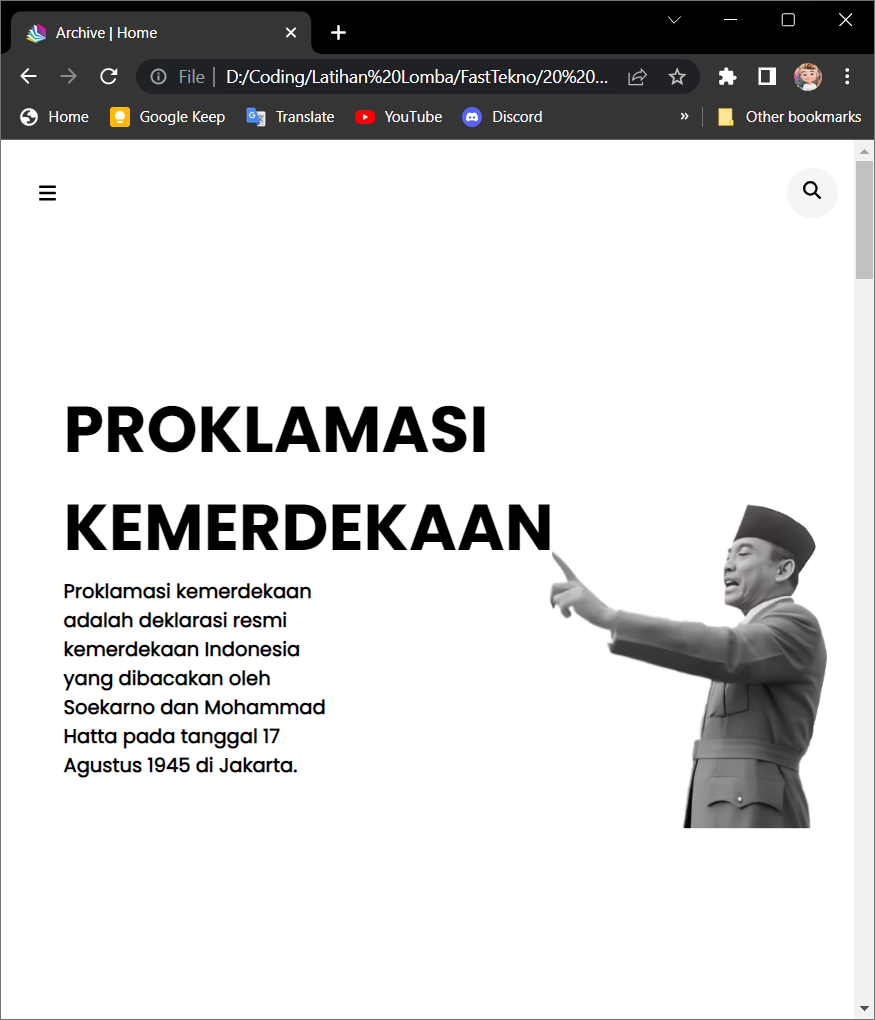 Archive | Home
File | D:/Coding/Latihan%20Lomba/FastTekno/20%20...
Home Google Keep Translate YouTube Discord » Other bookmarks
PROKLAMASI
KEMERDEKAAN
Proklamasi kemerdekaan
adalah deklarasi resmi
kemerdekaan Indonesia
yang dibacakan oleh
Soekarno dan Mohammad
Hatta pada tanggal 17
Agustus 1945 di Jakarta.